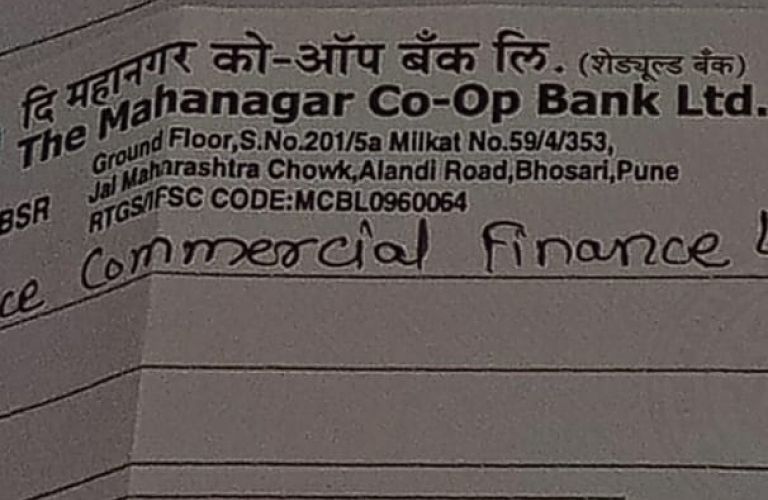 दि महानगर को-ऑप बँक लि. (शेड्यूल्ड बँक)
The Mahanagar Co-Op Bank Ltd.
Ground Floor,S.No.201/5a Milkat No.59/4/353,
Jai Maharashtra Chowk,Alandi Road,Bhosari,Pune
BSR RTGS/IFSC CODE:MCBL0960064
ce Commercial Finance L